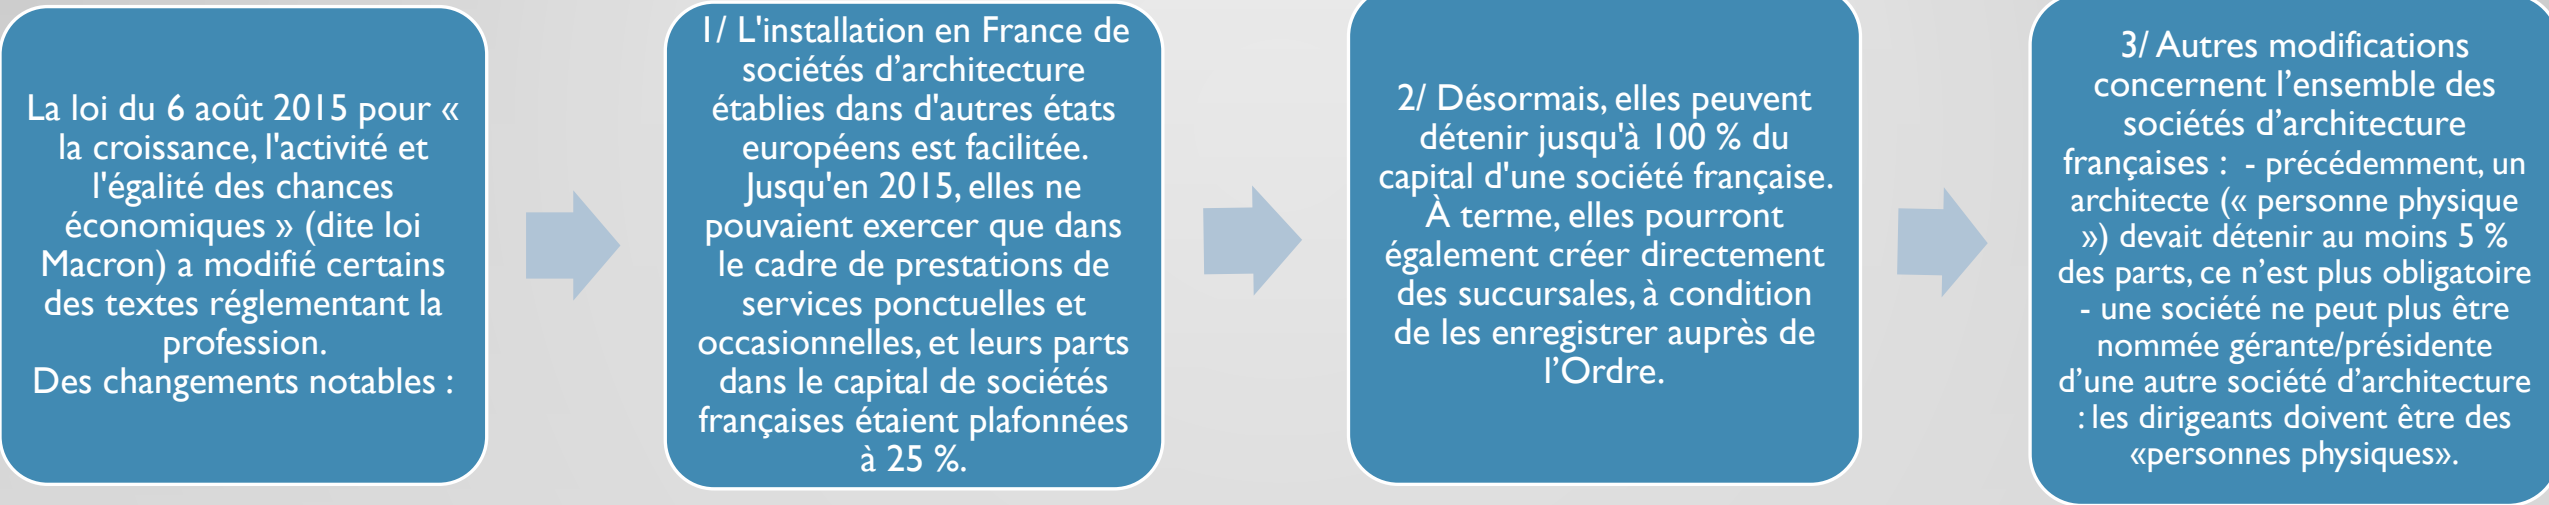 La loi du 6 août 2015 pour «
la croissance, l'activité et
l'égalité des chances
économiques » (dite loi
Macron) a modifié certains
des textes réglementant la
profession.
Des changements notables :
1/ L'installation en France de
sociétés d’architecture
établies dans d'autres états
européens est facilitée.
Jusqu'en 2015, elles ne
pouvaient exercer que dans
le cadre de prestations de
services ponctuelles et
occasionnelles, et leurs parts
dans le capital de sociétés
françaises étaient plafonnées
à 25 %.
2/ Désormais, elles peuvent
détenir jusqu'à 100 % du
capital d'une société française.
À terme, elles pourront
également créer directement
des succursales, à condition
de les enregistrer auprès de
l’Ordre.
3/ Autres modifications
concernent l’ensemble des
sociétés d’architecture
françaises : - précédemment, un
architecte (« personne physique
») devait détenir au moins 5 %
des parts, ce n’est plus obligatoire
- une société ne peut plus être
nommée gérante/présidente
d’une autre société d’architecture
: les dirigeants doivent être des
«personnes physiques».